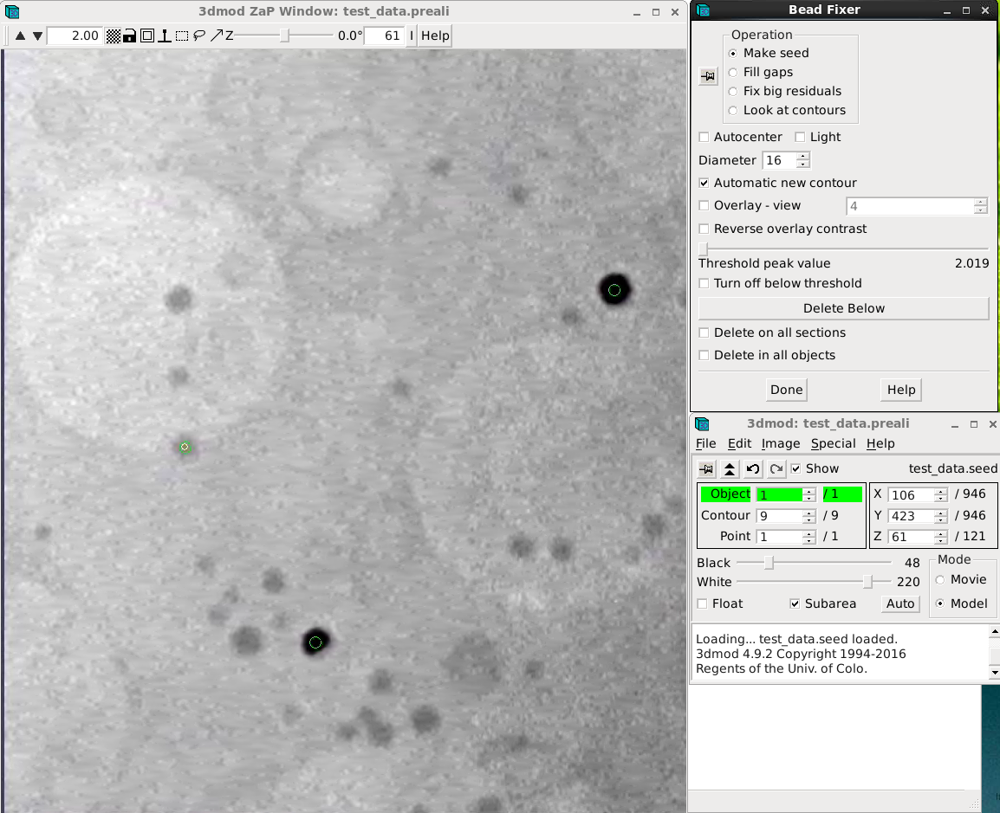 3dmod ZaP Window: test_data.preali
2.00 Z 0.0° 61 I Help
Bead Fixer
Operation
Make seed
Fill gaps
Fix big residuals
Look at contours
Autocenter Light
Diameter 16
Automatic new contour
Overlay - view 4
Reverse overlay contrast
Threshold peak value 2.019
Turn off below threshold
Delete Below
Delete on all sections
Delete in all objects
Done Help
3dmod: test_data.preali
File Edit Image Special Help
Show test_data.seed
Object 1 / 1 X 106 / 946
Contour 9 / 9 Y 423 / 946
Point 1 / 1 Z 61 / 121
Black 48 Mode
White 220 Movie
Float Subarea Auto Model
Loading... test_data.seed loaded.
3dmod 4.9.2 Copyright 1994-2016
Regents of the Univ. of Colo.